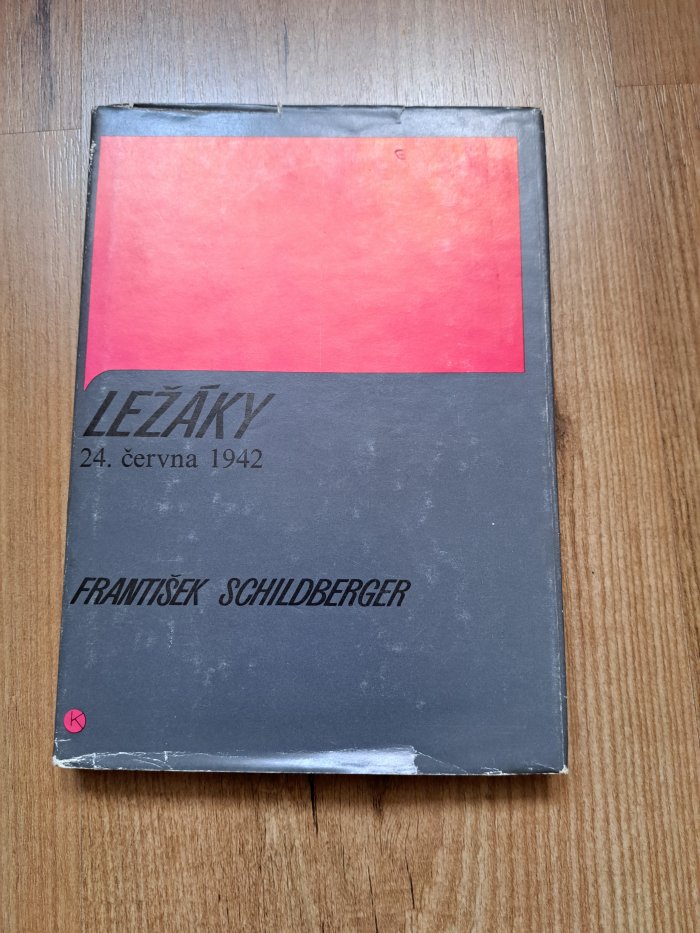 LEŽÁKY
24. června 1942
FRANTIŠEK SCHILDBERGER
K